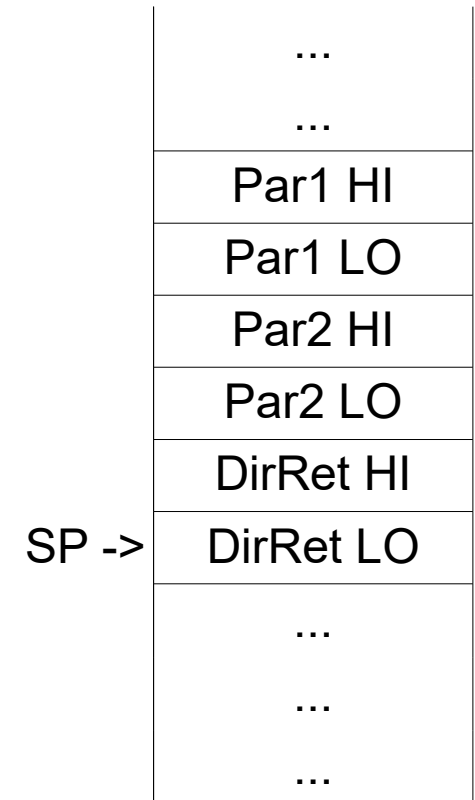 ...
...
Par1 HI
Par1 LO
Par2 HI
Par2 LO
DirRet HI
SP -> DirRet LO
...
...
...